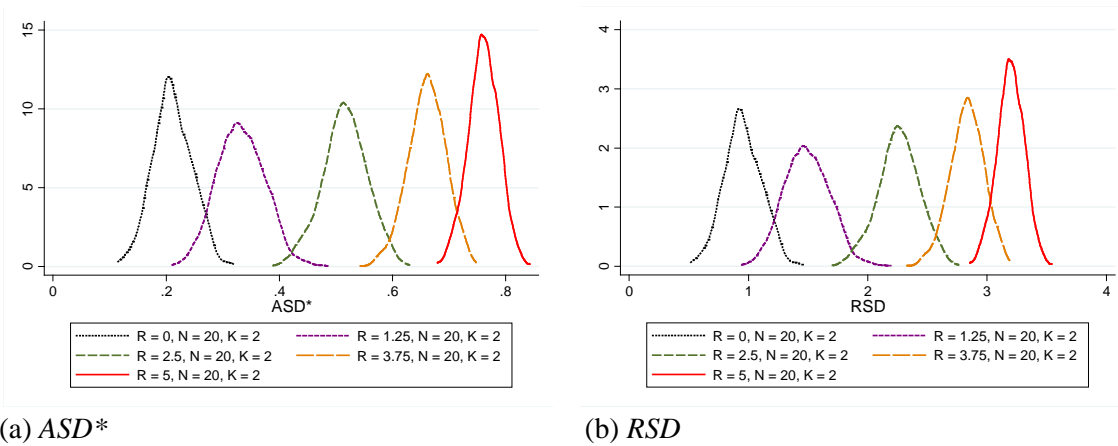 15
10
5
0
0 .2 .4 .6 .8
ASD*
R = 0, N = 20, K = 2 R = 1.25, N = 20, K = 2
R = 2.5, N = 20, K = 2 R = 3.75, N = 20, K = 2
R = 5, N = 20, K = 2
(a) ASD*
4
3
2
1
0
0 1 2 3 4
RSD
R = 0, N = 20, K = 2 R = 1.25, N = 20, K = 2
R = 2.5, N = 20, K = 2 R = 3.75, N = 20, K = 2
R = 5, N = 20, K = 2
(b) RSD